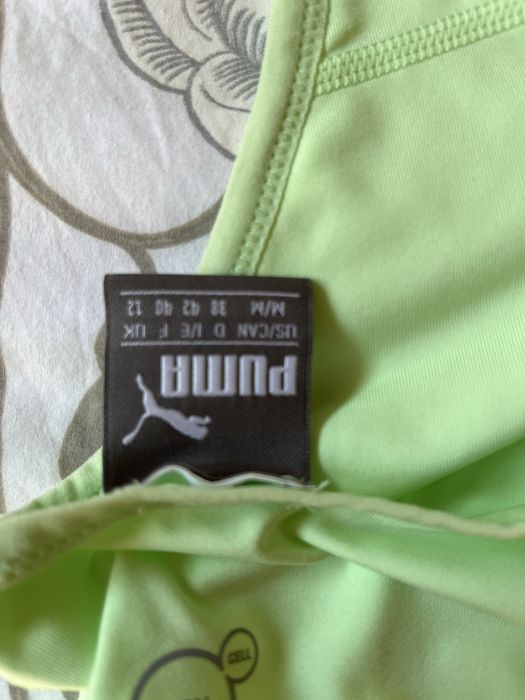 PUMA
US/CAN D I/E F UK
M/M 38 42 40 12
CELL